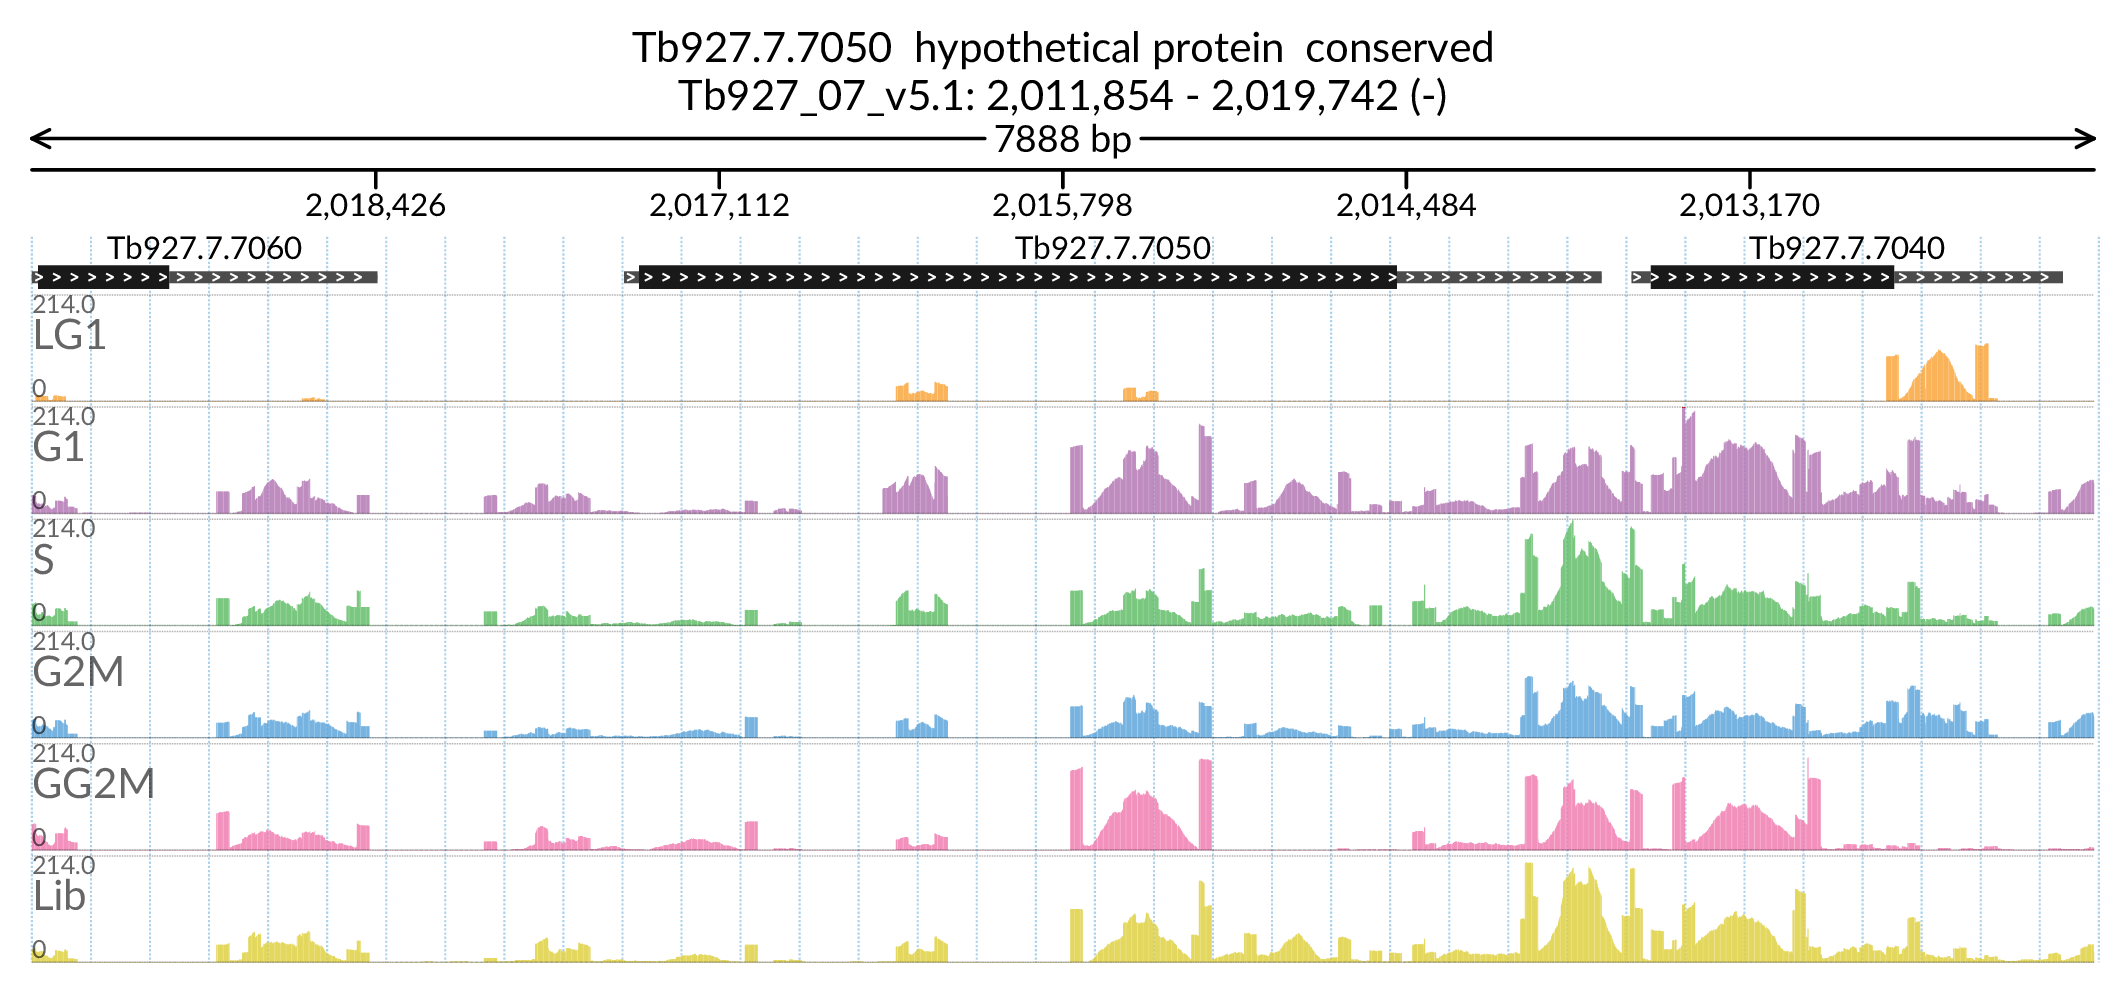 Tb927.7.7050 hypothetical protein conserved
Tb927_07_v5.1: 2,011,854 - 2,019,742 (-)
7888 bp
2,018,426 2,017,112 2,015,798 2,014,484 2,013,170
Tb927.7.7060 Tb927.7.7050 Tb927.7.7040
214.0
LG1
0
214.0
G1
0
214.0
S
0
214.0
G2M
0
214.0
GG2M
0
214.0
Lib
0